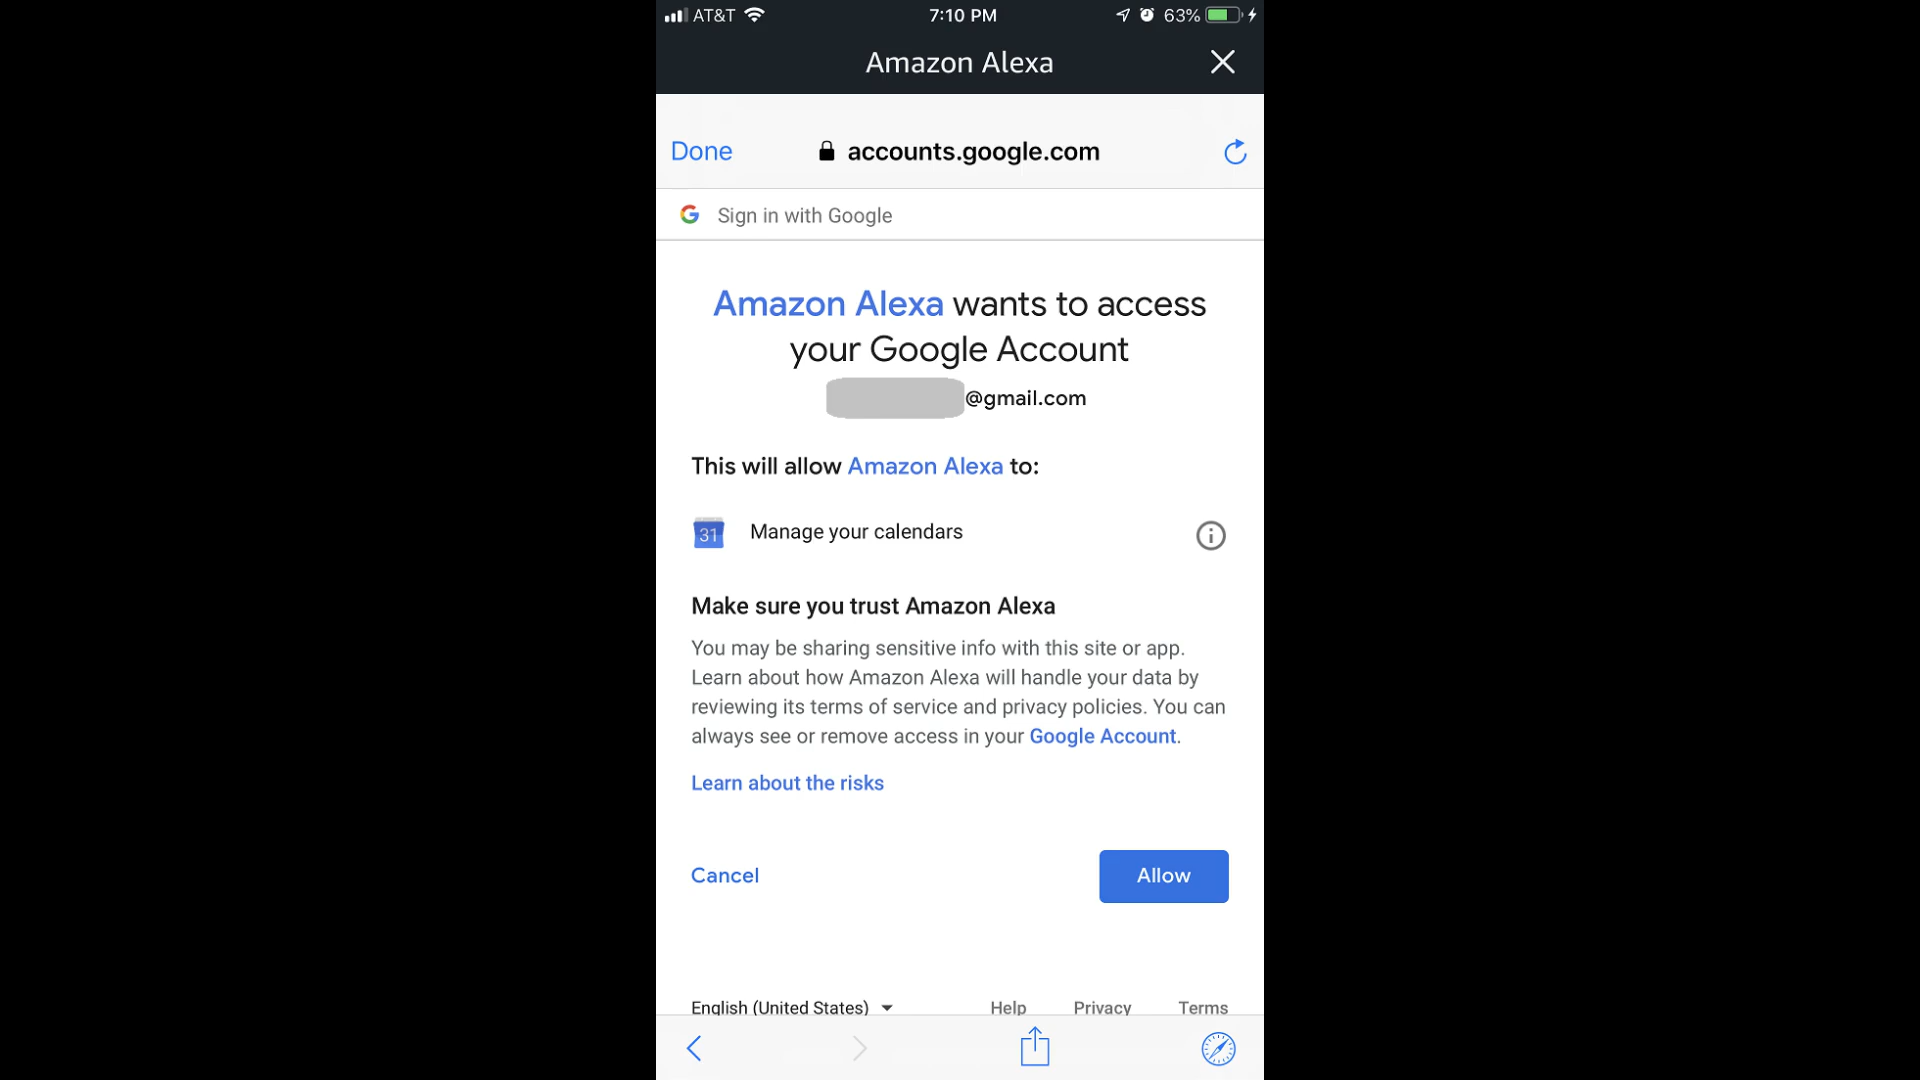 AT&T 7:10 PM 63%
Amazon Alexa
Done accounts.google.com
Sign in with Google
Amazon Alexa wants to access
your Google Account
@gmail.com
This will allow Amazon Alexa to:
31 Manage your calendars
Make sure you trust Amazon Alexa
You may be sharing sensitive info with this site or app.
Learn about how Amazon Alexa will handle your data by
reviewing its terms of service and privacy policies. You can
always see or remove access in your Google Account.
Learn about the risks
Cancel Allow
English (United States) Help Privacy Terms